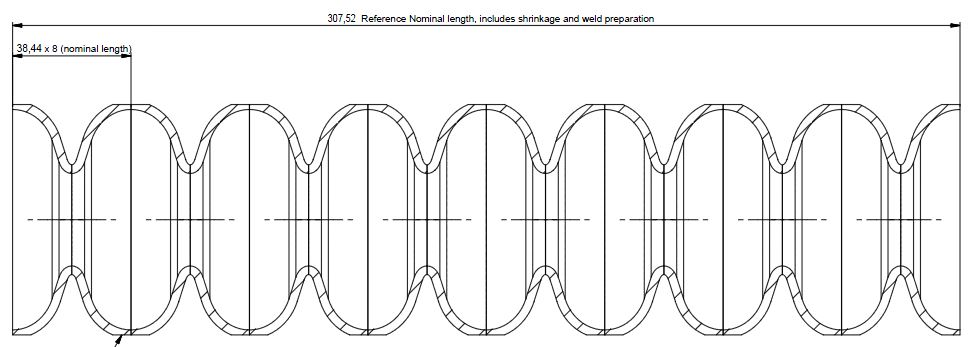 307,52 Reference Nominal length, includes shrinkage and weld preparation
38,44 x 8 (nominal length)